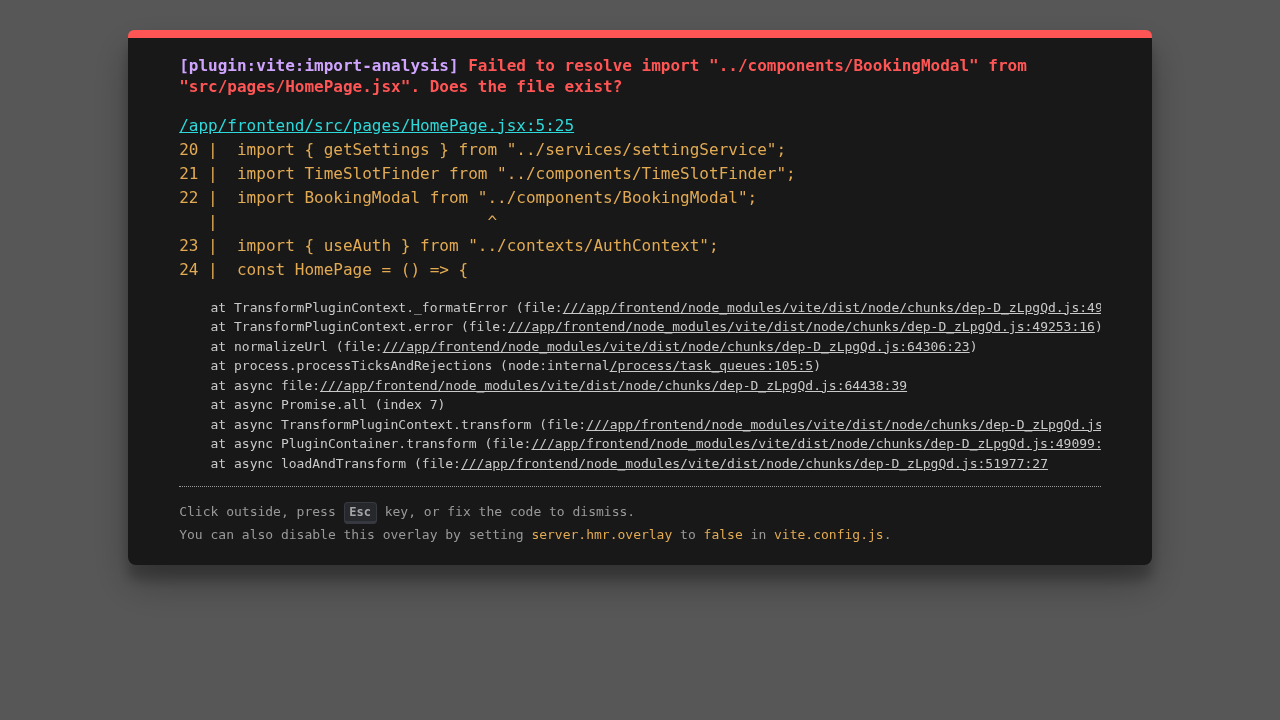 [plugin:vite:import-analysis] Failed to resolve import "../components/BookingModal" from
"src/pages/HomePage.jsx". Does the file exist?
/app/frontend/src/pages/HomePage.jsx:5:25
20 |  import { getSettings } from "../services/settingService";
21 |  import TimeSlotFinder from "../components/TimeSlotFinder";
22 |  import BookingModal from "../components/BookingModal";
   |                            ^
23 |  import { useAuth } from "../contexts/AuthContext";
24 |  const HomePage = () => {
    at TransformPluginContext._formatError (file:///app/frontend/node_modules/vite/dist/node/chunks/dep-D_zLpgQd.js:49
    at TransformPluginContext.error (file:///app/frontend/node_modules/vite/dist/node/chunks/dep-D_zLpgQd.js:49253:16)
    at normalizeUrl (file:///app/frontend/node_modules/vite/dist/node/chunks/dep-D_zLpgQd.js:64306:23)
    at process.processTicksAndRejections (node:internal/process/task_queues:105:5)
    at async file:///app/frontend/node_modules/vite/dist/node/chunks/dep-D_zLpgQd.js:64438:39
    at async Promise.all (index 7)
    at async TransformPluginContext.transform (file:///app/frontend/node_modules/vite/dist/node/chunks/dep-D_zLpgQd.js
    at async PluginContainer.transform (file:///app/frontend/node_modules/vite/dist/node/chunks/dep-D_zLpgQd.js:49099:
    at async loadAndTransform (file:///app/frontend/node_modules/vite/dist/node/chunks/dep-D_zLpgQd.js:51977:27
Click outside, press Esc key, or fix the code to dismiss.
You can also disable this overlay by setting server.hmr.overlay to false in vite.config.js.